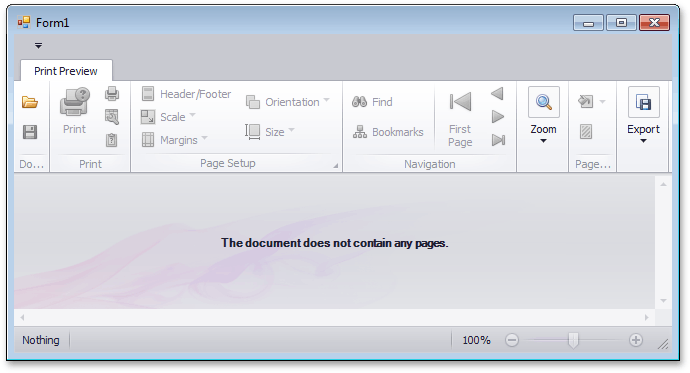 Form1
Print Preview
Header/Footer
Scale
Margins
Orientation
Size
Print
Find
Bookmarks
First
Page
Zoom
Export
Do...
Print
Page Setup
Navigation
Page...
The document does not contain any pages.
Nothing
100%